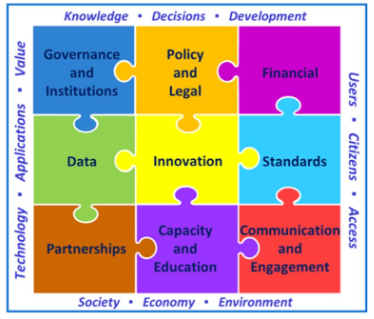 Knowledge ▪ Decisions ▪ Development
Governance
and
Institutions
Policy
and
Legal
Financial
Data
Innovation
Standards
Partnerships
Capacity
and
Education
Communication
and
Engagement
Technology ▪ Applications ▪ Value
Users ▪ Citizens ▪ Access
Society ▪ Economy ▪ Environment